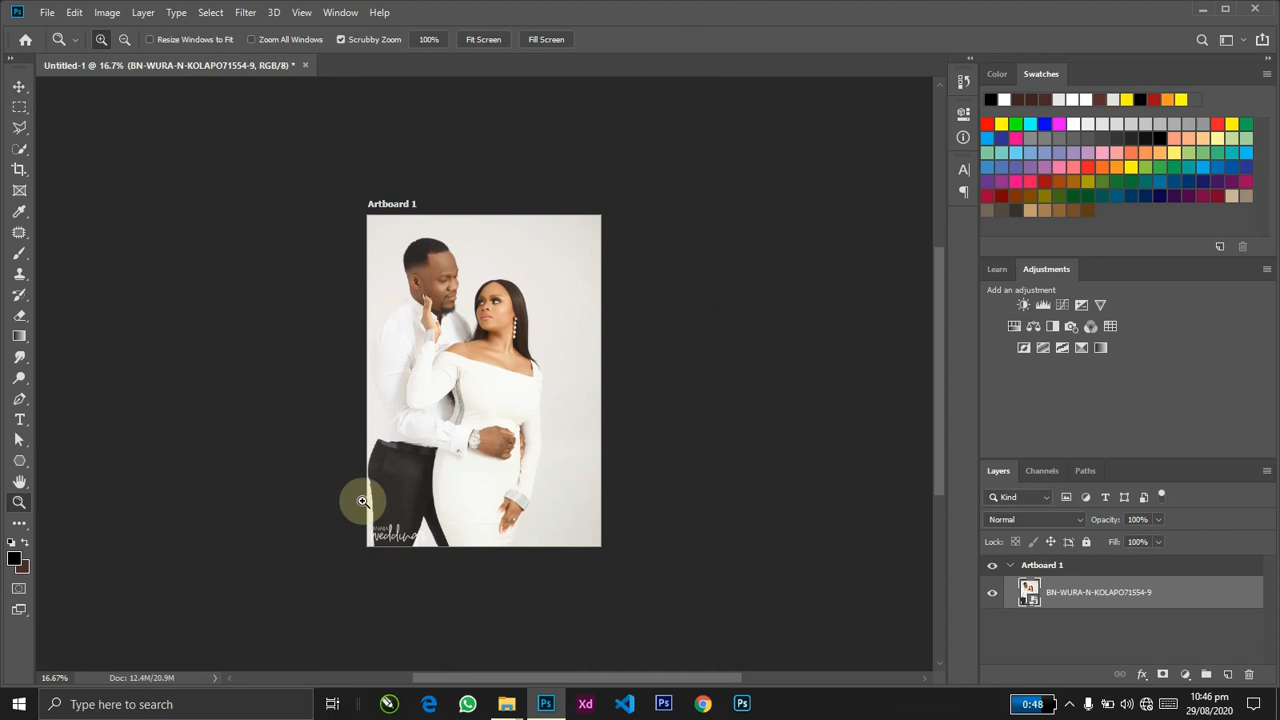 File Edit Image Layer Type Select Filter 3D View Window Help
Resize Windows to Fit Zoom All Windows Scrubby Zoom 100% Fit Screen Fill Screen
Untitled-1 @ 16.7% (BN-WURA-N-KOLAPO71554-9, RGB/8) *
Color Swatches
Artboard 1
Learn Adjustments
Add an adjustment
Layers Channels Paths
Kind
Normal Opacity: 100%
Lock: Fill: 100%
Artboard 1
BN-WURA-N-KOLAPO71554-9
weddings
16.67% Doc: 12.4M/20.9M
Type here to search
0:48
10:46 pm
29/08/2020